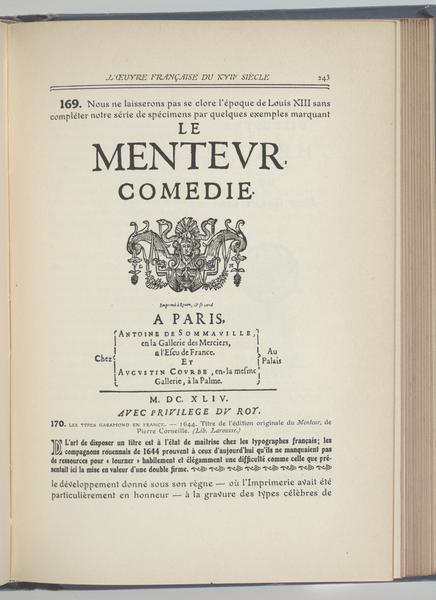 L'ŒUVRE FRANÇAISE DU XVIIe SIÈCLE 243
169. Nous ne laisserons pas se clore l'époque de Louis XIII sans
compléter notre série de spécimens par quelques exemples marquant
LE
MENTEVR,
COMEDIE.
Imprimé à Roüen, & se vend
A PARIS,
Chez
ANTOINE DE SOMMAVILLE,
en la Gallerie des Merciers,
a l'Escu de France.
ET
AVGVSTIN COVRBE, en la mesme
Gallerie, à la Palme.
Au
Palais
M. DC. XLIV.
AVEC PRIVILEGE DV ROY.
170. LES TYPES GARAMOND EN FRANCE. — 1644. Titre de l'édition originale du Menteur, de
Pierre Corneille. (Lib. Larousse.)
L'art de disposer un titre est à l'état de maîtrise chez les typographes français; les
compagnons rouennais de 1644 prouvent à ceux d'aujourd'hui qu'ils ne manquaient pas
de ressources pour « tourner » habilement et élégamment une difficulté comme celle que pré-
sentait ici la mise en valeur d'une double firme.
le développement donné sous son règne — où l'Imprimerie avait été
particulièrement en honneur — à la gravure des types célèbres de